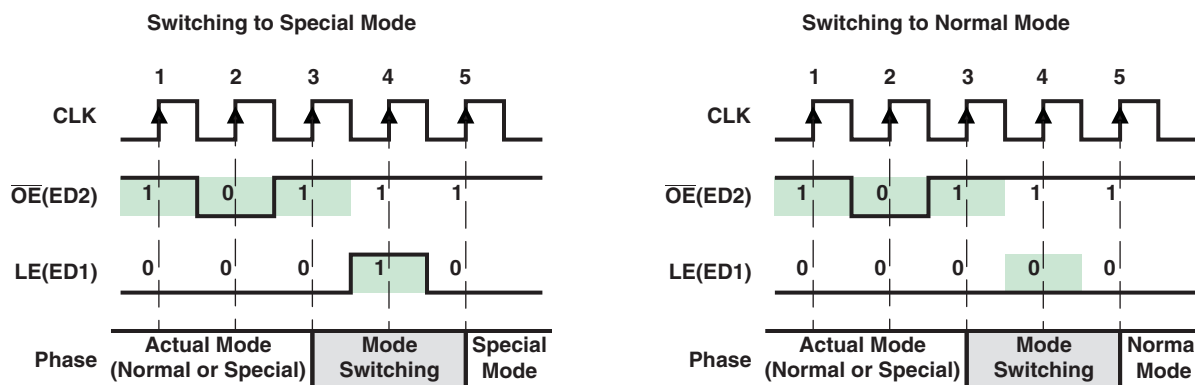 Switching to Special Mode
1 2 3 4 5
CLK
OE(ED2) 1 0 1 1 1
LE(ED1) 0 0 0 1 0
Phase
Actual Mode
(Normal or Special)
Mode
Switching
Special
Mode
Switching to Normal Mode
1 2 3 4 5
CLK
OE(ED2) 1 0 1 1 1
LE(ED1) 0 0 0 0 0
Phase
Actual Mode
(Normal or Special)
Mode
Switching
Norma
Mode